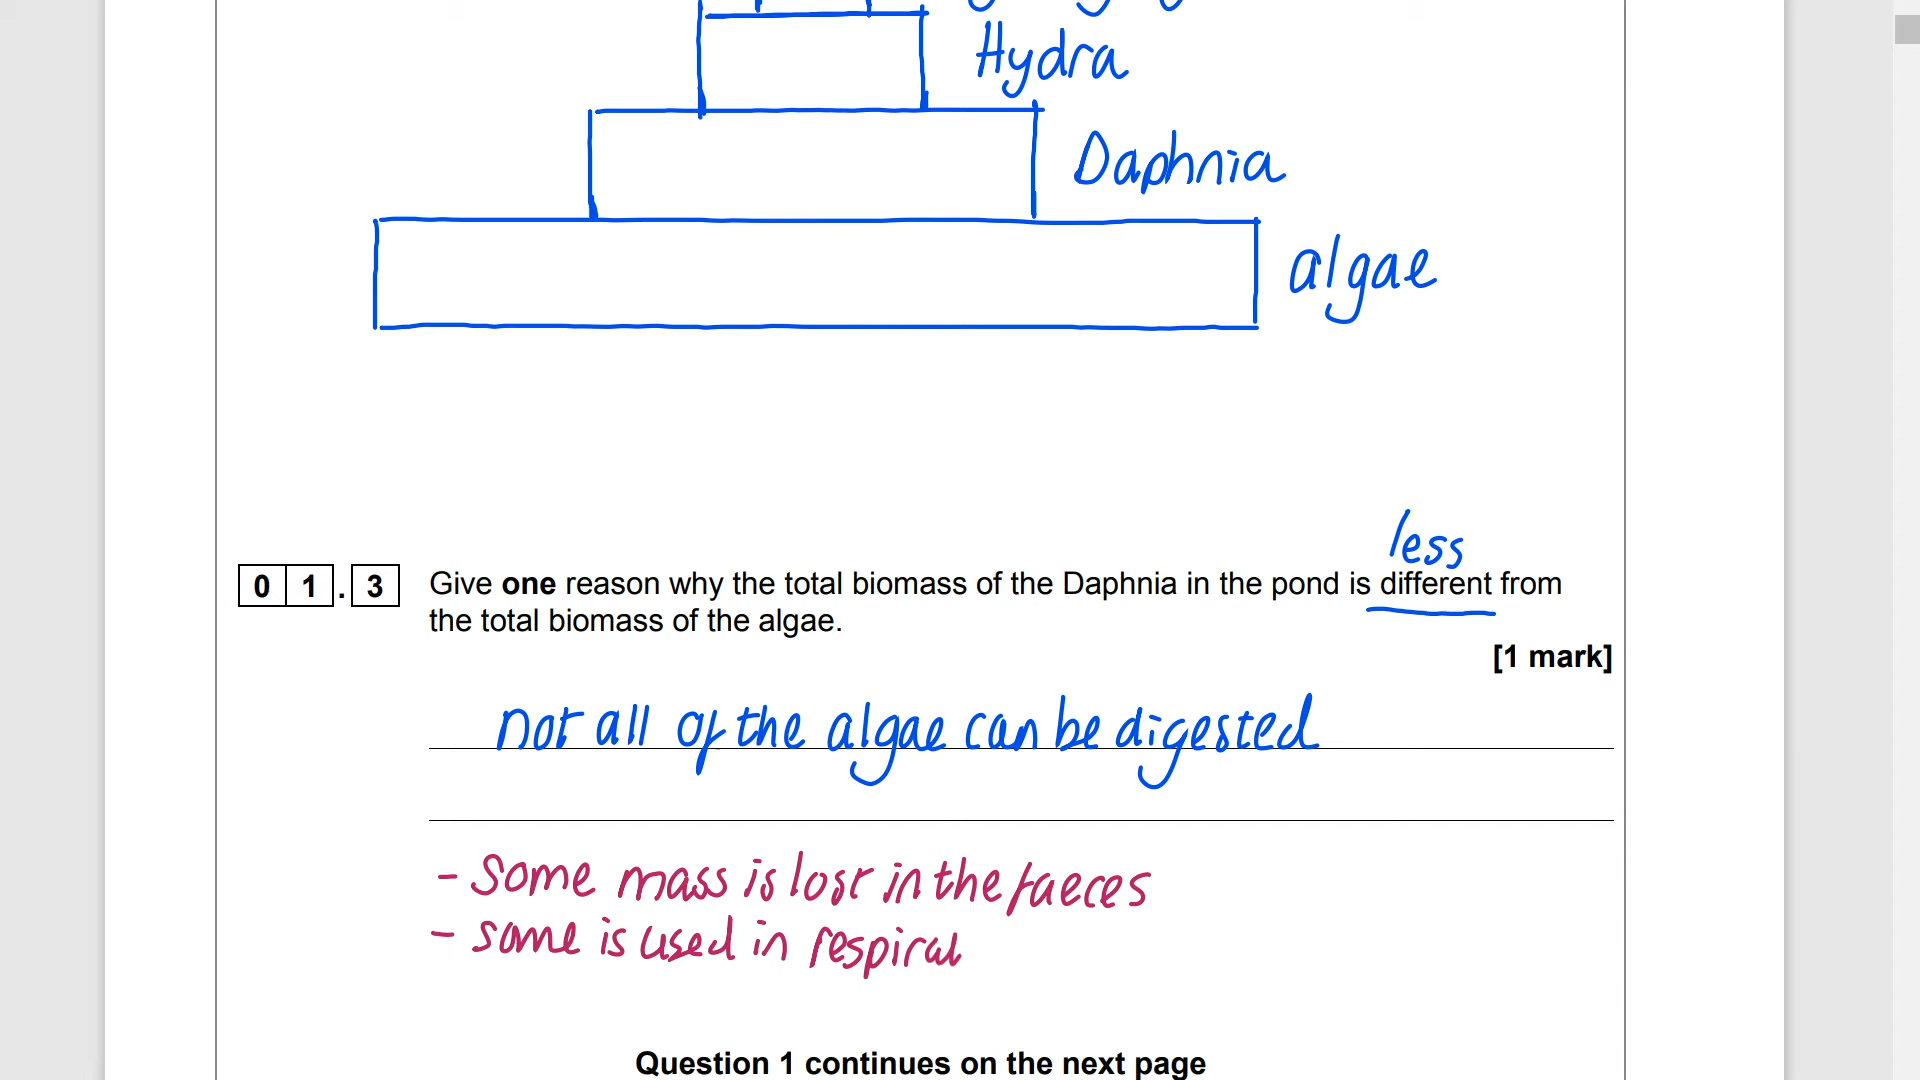 Hydra
Daphnia
algae
less
0 1 . 3 Give one reason why the total biomass of the Daphnia in the pond is different from
the total biomass of the algae.
[1 mark]
not all of the algae can be digested
- Some mass is lost in the faeces
- some is used in respirat
Question 1 continues on the next page